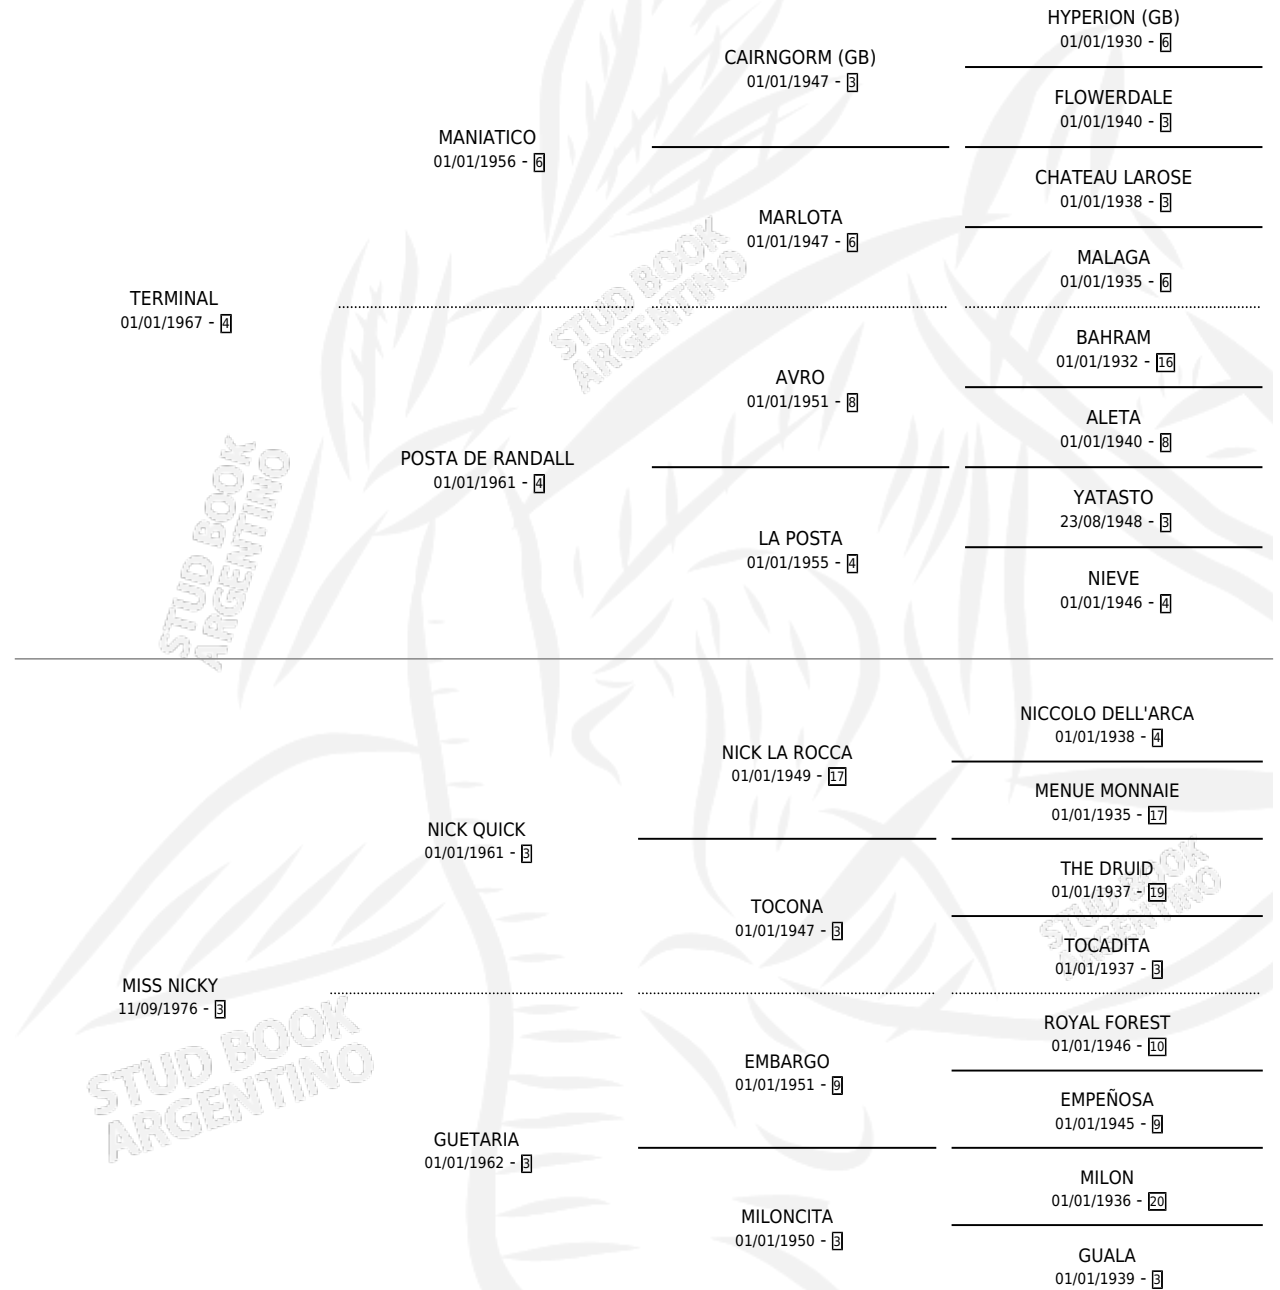 HYPERION (GB)
01/01/1930 - 6
CAIRNGORM (GB)
01/01/1947 - 3
FLOWERDALE
01/01/1940 - 3
MANIATICO
01/01/1956 - 6
CHATEAU LAROSE
01/01/1938 - 3
MARLOTA
01/01/1947 - 6
MALAGA
01/01/1935 - 6
TERMINAL
01/01/1967 - 4
STUD BOOK
ARGENTINO
BAHRAM
01/01/1932 - 16
AVRO
01/01/1951 - 8
ALETA
01/01/1940 - 8
POSTA DE RANDALL
01/01/1961 - 4
YATASTO
23/08/1948 - 3
LA POSTA
01/01/1955 - 4
NIEVE
01/01/1946 - 4
STUD BOOK
ARGENTINO
NICCOLO DELL'ARCA
01/01/1938 - 4
NICK LA ROCCA
01/01/1949 - 17
MENUE MONNAIE
01/01/1935 - 17
NICK QUICK
01/01/1961 - 3
THE DRUID
01/01/1937 - 19
TOCONA
01/01/1947 - 3
STUD BOOK
ARGENTINO
TOCADITA
01/01/1937 - 3
MISS NICKY
11/09/1976 - 3
ROYAL FOREST
01/01/1946 - 10
STUD BOOK
ARGENTINO
EMBARGO
01/01/1951 - 9
EMPEÑOSA
01/01/1945 - 9
GUETARIA
01/01/1962 - 3
MILON
01/01/1936 - 20
MILONCITA
01/01/1950 - 3
GUALA
01/01/1939 - 3